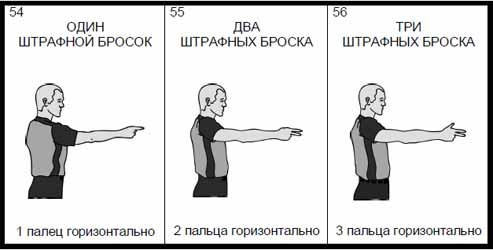 54
ОДИН
ШТРАФНОЙ БРОСОК
1 палец горизонтально
55
ДВА
ШТРАФНЫХ БРОСКА
2 пальца горизонтально
56
ТРИ
ШТРАФНЫХ БРОСКА
3 пальца горизонтально